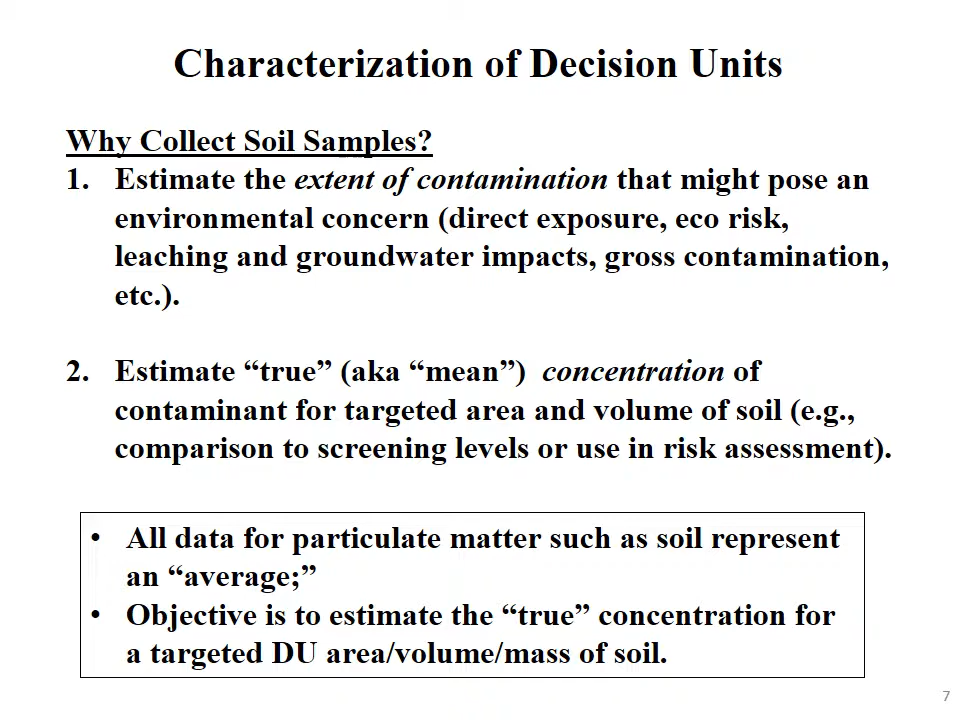 Characterization of Decision Units
Why Collect Soil Samples?
1. Estimate the extent of contamination that might pose an
environmental concern (direct exposure, eco risk,
leaching and groundwater impacts, gross contamination,
etc.).
2. Estimate “true” (aka “mean”) concentration of
contaminant for targeted area and volume of soil (e.g.,
comparison to screening levels or use in risk assessment).
• All data for particulate matter such as soil represent
an “average;”
• Objective is to estimate the “true” concentration for
a targeted DU area/volume/mass of soil.
7